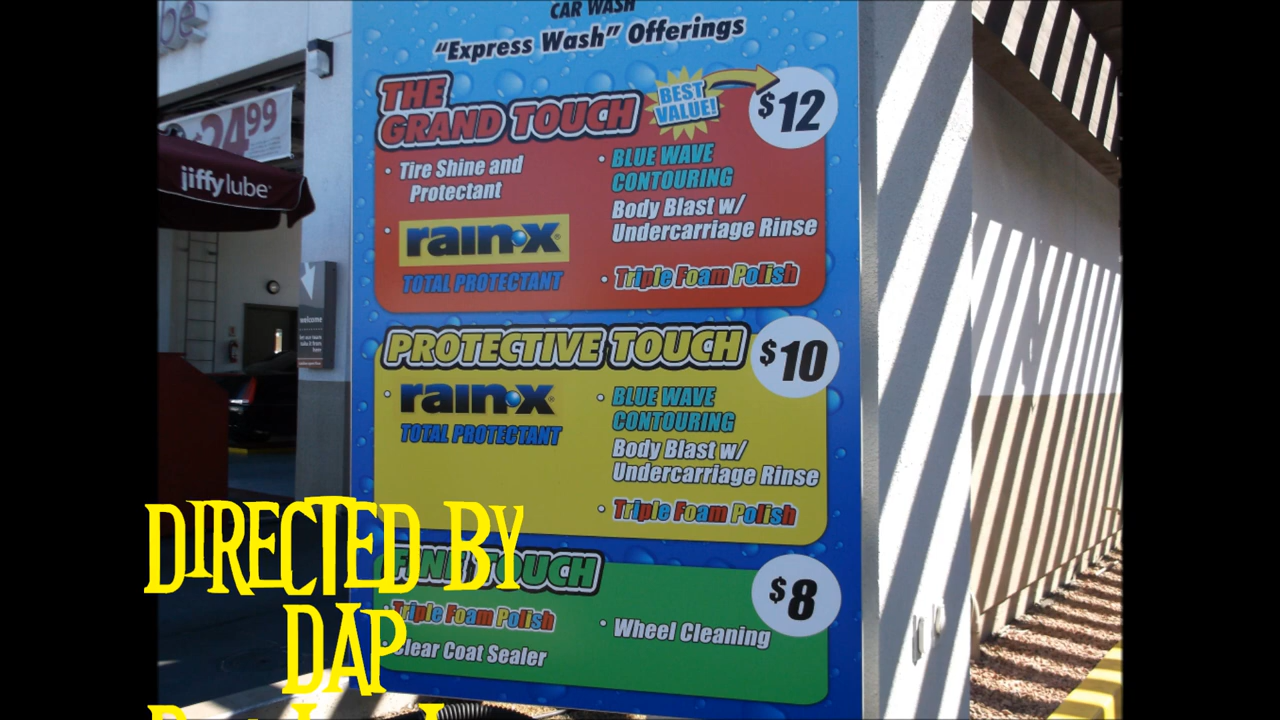 CAR WASH
"Express Wash" Offerings
THE
GRAND TOUCH
BEST
VALUE!
$12
• Tire Shine and
Protectant
• rain-x®
TOTAL PROTECTANT
• BLUE WAVE
CONTOURING
Body Blast w/
Undercarriage Rinse
• Triple Foam Polish
PROTECTIVE TOUCH
$10
• rain-x®
TOTAL PROTECTANT
• BLUE WAVE
CONTOURING
Body Blast w/
Undercarriage Rinse
• Triple Foam Polish
FINE TOUCH
$8
• Triple Foam Polish
Clear Coat Sealer
• Wheel Cleaning
$24.99
jiffylube®
welcome
DIRECTED BY
DAP